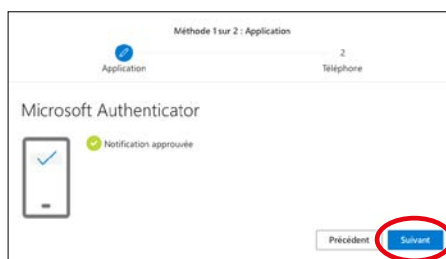 Méthode 1 sur 2 : Application
2
Application
Téléphone
Microsoft Authenticator
Notification approuvée
Précédent
Suivant